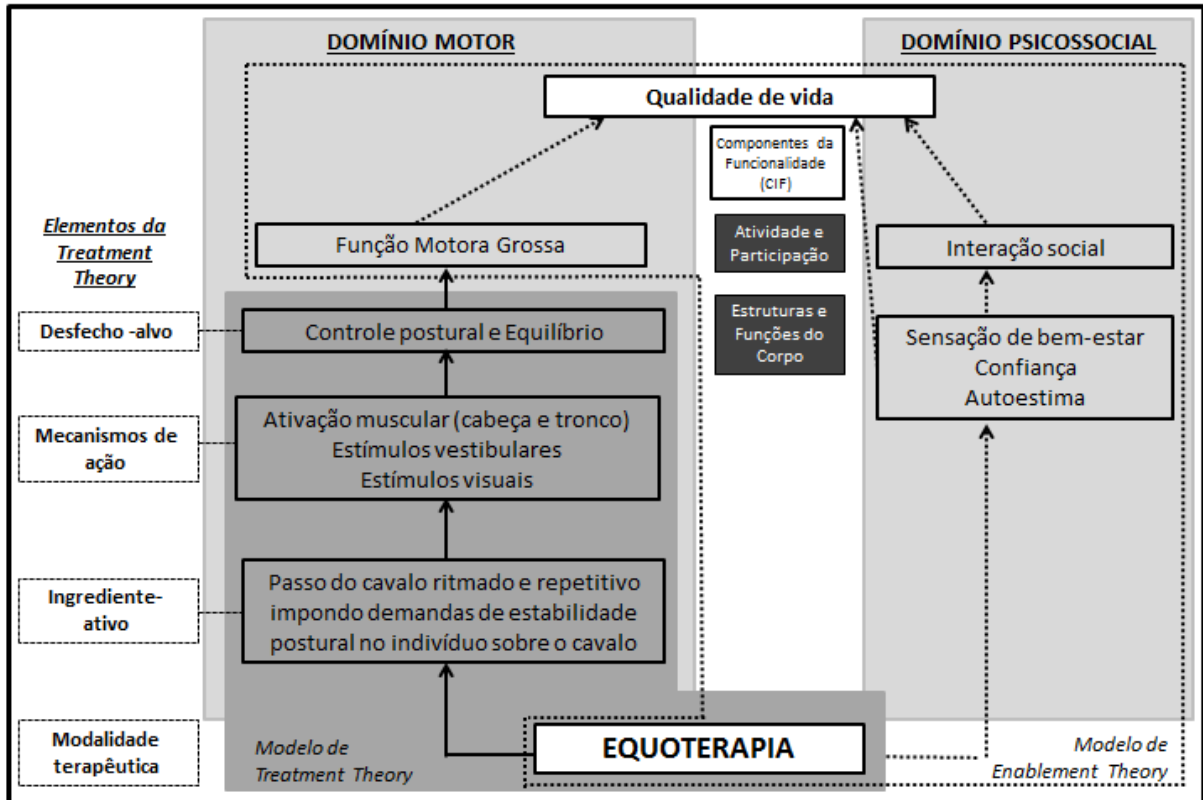 DOMÍNIO MOTOR
DOMÍNIO PSICOSSOCIAL
Qualidade de vida
Componentes da
Funcionalidade
(CIF)
Elementos da
Treatment
Theory
Função Motora Grossa
Atividade e
Participação
Interação social
Desfecho -alvo
Controle postural e Equilíbrio
Estruturas e
Funções do
Corpo
Sensação de bem-estar
Confiança
Autoestima
Mecanismos de
ação
Ativação muscular (cabeça e tronco)
Estímulos vestibulares
Estímulos visuais
Ingrediente-
ativo
Passo do cavalo ritmado e repetitivo
impondo demandas de estabilidade
postural no indivíduo sobre o cavalo
Modalidade
terapêutica
Modelo de
Treatment Theory
EQUOTERAPIA
Modelo de
Enablement Theory